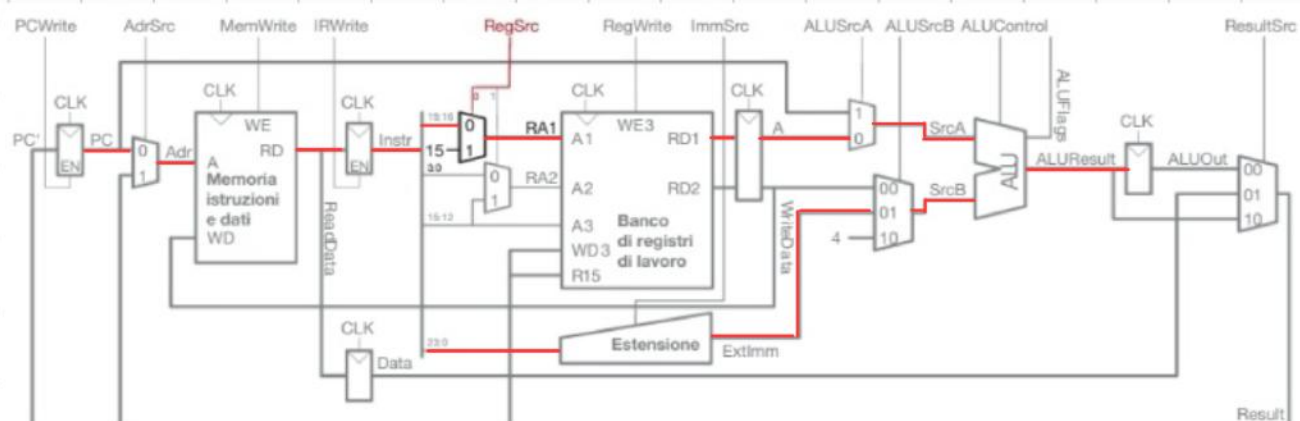 PCWrite AdrSrc MemWrite IRWrite RegSrc RegWrite ImmSrc ALUSrcA ALUSrcB ALUControl ResultSrc
CLK CLK CLK CLK CLK ALUFlags CLK
0 1
PC' PC EN 0 1 Adr
WE
A RD
Memoria
istruzioni
e dati
WD
EN Instr
19:16 0
15 1
RA1
3:0 0
1 RA2
15:12
A1 WE3 RD1
A2 RD2
A3
WD3
R15
Banco
di registri
di lavoro
A 1
0 SrcA
00
01 SrcB
4 10
ALU ALUResult ALUOut
00
01
10
ReadData
WriteData
CLK
Data
23:0 Estensione ExtImm
Result